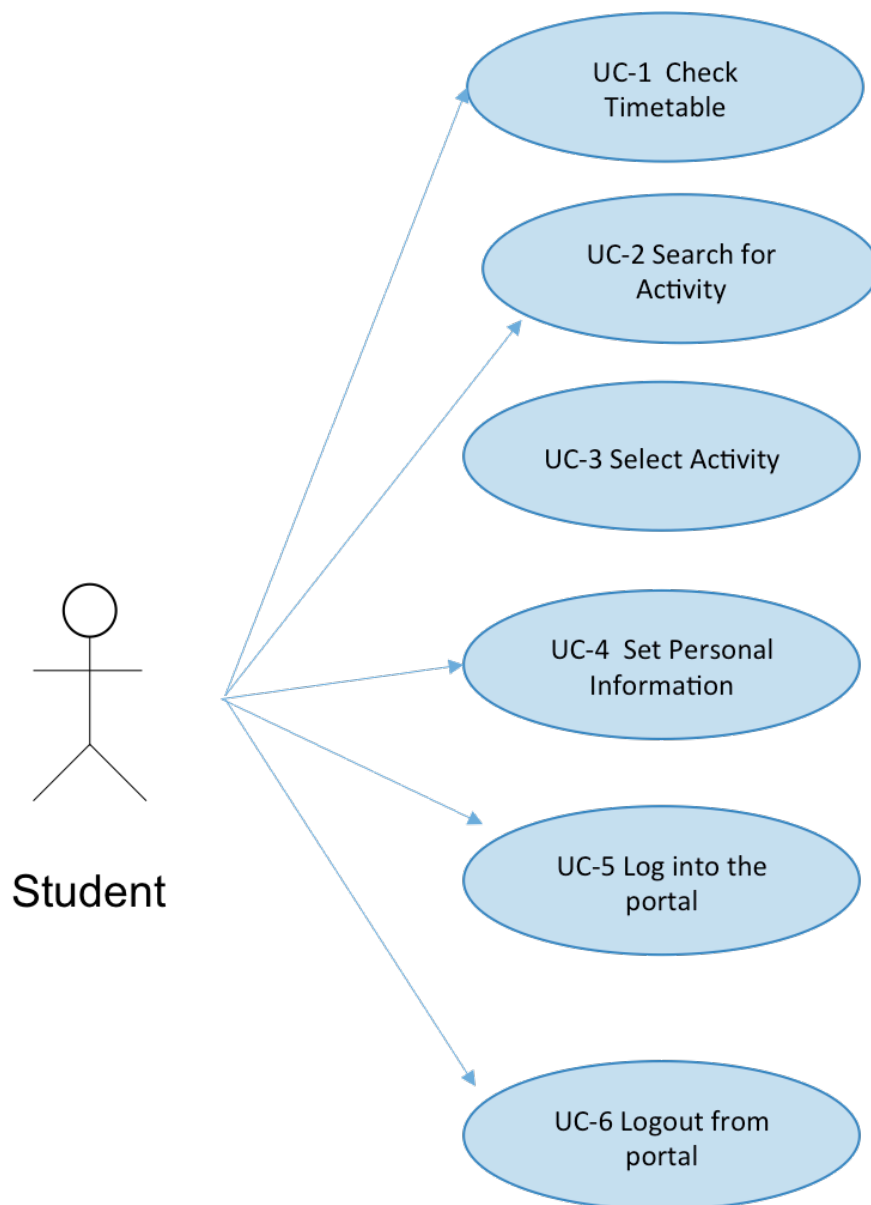 UC-1  Check
Timetable
UC-2 Search for
Activity
UC-3 Select Activity
UC-4  Set Personal
Information
UC-5 Log into the
portal
Student
UC-6 Logout from
portal